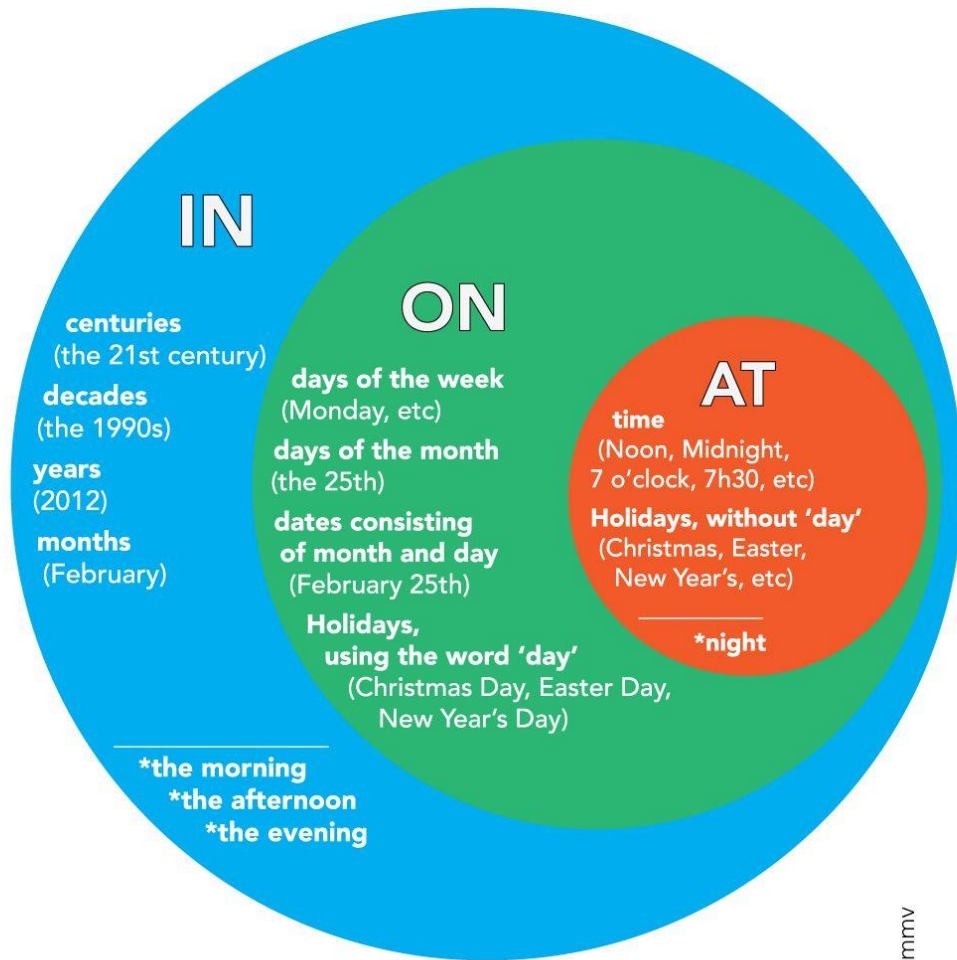 IN
centuries
(the 21st century)
decades
(the 1990s)
years
(2012)
months
(February)
*the morning
*the afternoon
*the evening
ON
days of the week
(Monday, etc)
days of the month
(the 25th)
dates consisting
of month and day
(February 25th)
Holidays,
using the word ‘day’
(Christmas Day, Easter Day,
New Year’s Day)
AT
time
(Noon, Midnight,
7 o’clock, 7h30, etc)
Holidays, without ‘day’
(Christmas, Easter,
New Year’s, etc)
*night
mmv